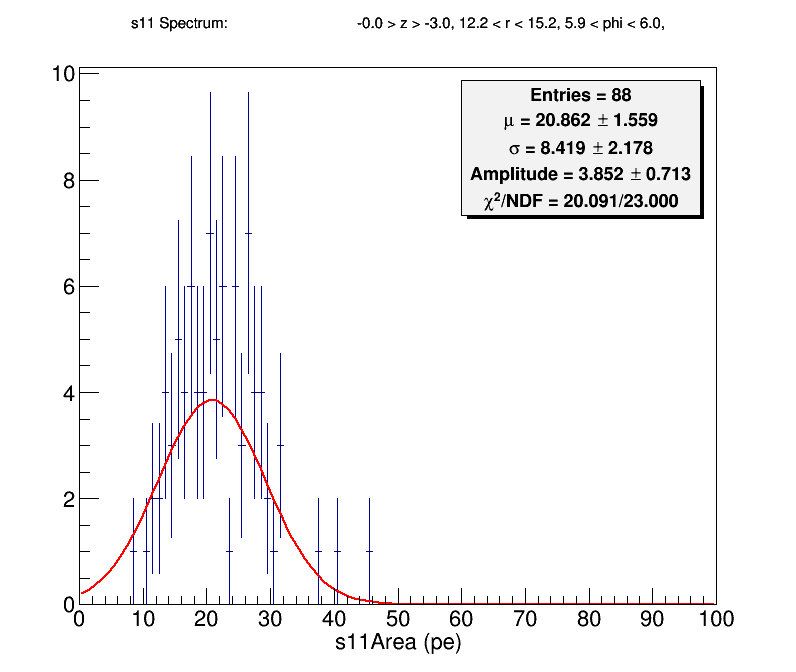 s11 Spectrum: -0.0 > z > -3.0, 12.2 < r < 15.2, 5.9 < phi < 6.0,
10
Entries = 88
μ = 20.862 ± 1.559
σ = 8.419 ± 2.178
Amplitude = 3.852 ± 0.713
χ²/NDF = 20.091/23.000
8
6
4
2
0
0 10 20 30 40 50 60 70 80 90 100
s11Area (pe)